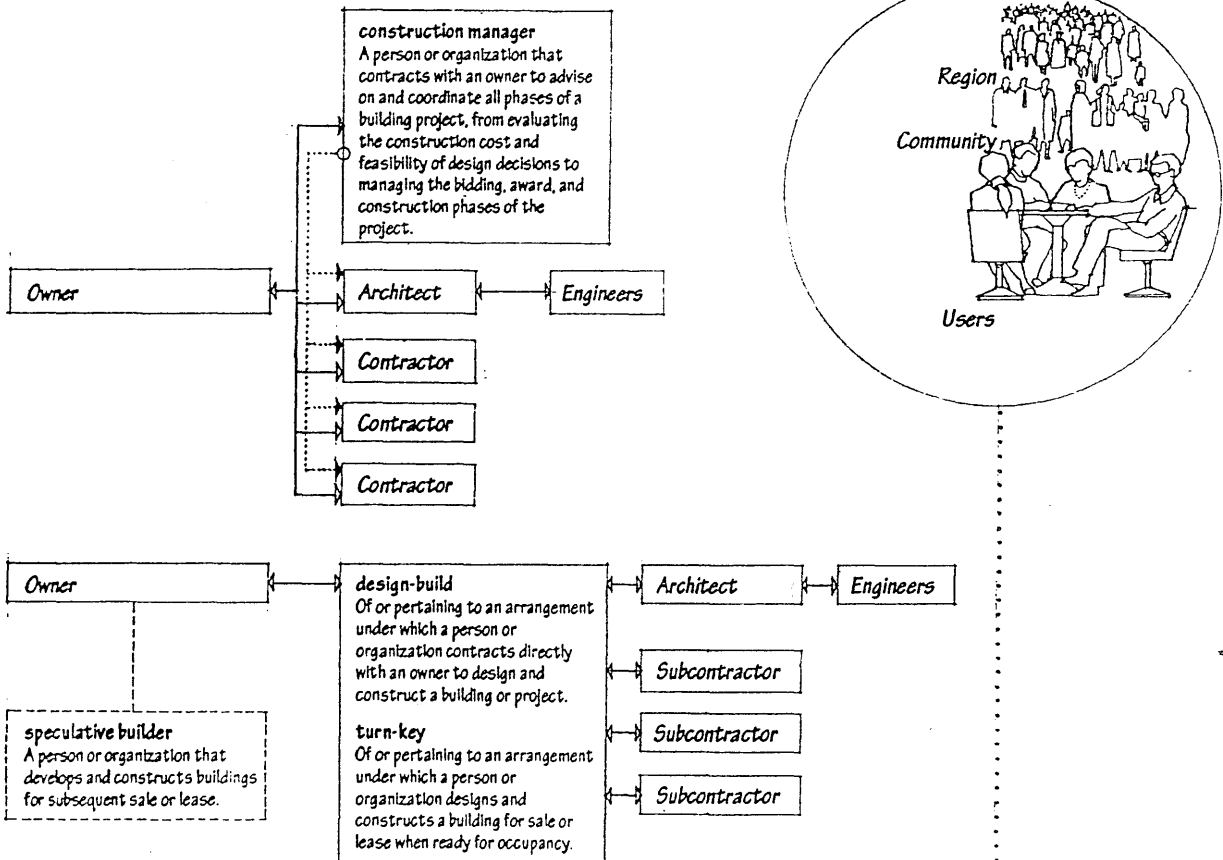 construction manager
A person or organization that
contracts with an owner to advise
on and coordinate all phases of a
building project, from evaluating
the construction cost and
feasibility of design decisions to
managing the bidding, award, and
construction phases of the
project.
Region
Community
Users
Owner
Architect
Engineers
Contractor
Contractor
Contractor
Owner
design-build
Of or pertaining to an arrangement
under which a person or
organization contracts directly
with an owner to design and
construct a building or project.
turn-key
Of or pertaining to an arrangement
under which a person or
organization designs and
constructs a building for sale or
lease when ready for occupancy.
Architect
Engineers
Subcontractor
Subcontractor
Subcontractor
speculative builder
A person or organization that
develops and constructs buildings
for subsequent sale or lease.